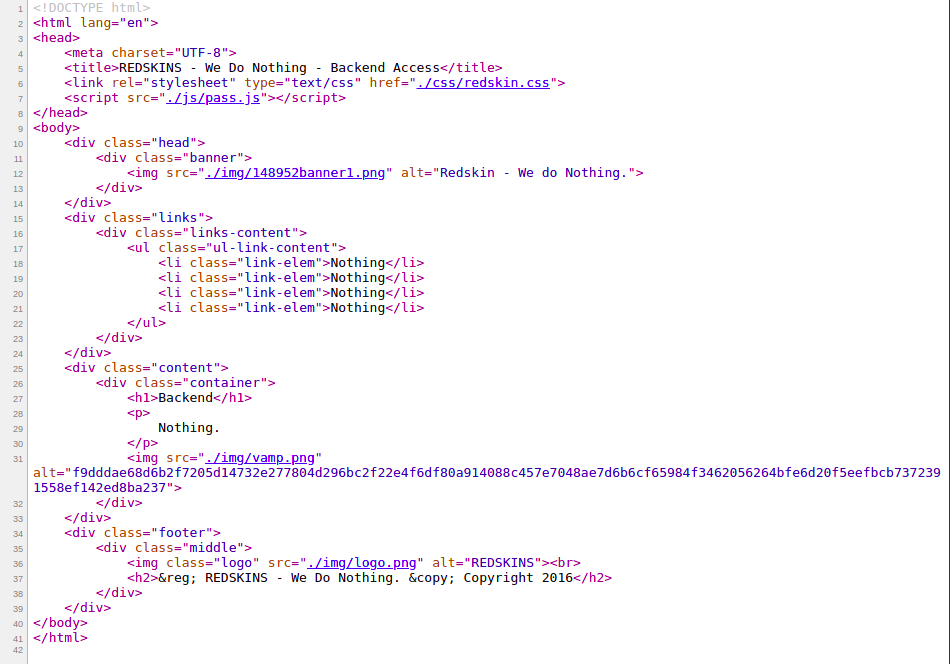 1 <!DOCTYPE html>
2 <html lang="en">
3 <head>
4 <meta charset="UTF-8">
5 <title>REDSKINS - We Do Nothing - Backend Access</title>
6 <link rel="stylesheet" type="text/css" href="./css/redskin.css">
7 <script src="./js/pass.js"></script>
8 </head>
9 <body>
10 <div class="head">
11 <div class="banner">
12 <img src="./img/148952banner1.png" alt="Redskin - We do Nothing.">
13 </div>
14 </div>
15 <div class="links">
16 <div class="links-content">
17 <ul class="ul-link-content">
18 <li class="link-elem">Nothing</li>
19 <li class="link-elem">Nothing</li>
20 <li class="link-elem">Nothing</li>
21 <li class="link-elem">Nothing</li>
22 </ul>
23 </div>
24 </div>
25 <div class="content">
26 <div class="container">
27 <h1>Backend</h1>
28 <p>
29 Nothing.
30 </p>
31 <img src="./img/vamp.png"
alt="f9dddae68d6b2f7205d14732e277804d296bc2f22e4f6df80a914088c457e7048ae7d6b6cf65984f3462056264bfe6d20f5eefbcb737239
1558ef142ed8ba237">
32 </div>
33 </div>
34 <div class="footer">
35 <div class="middle">
36 <img class="logo" src="./img/logo.png" alt="REDSKINS"><br>
37 <h2>&reg; REDSKINS - We Do Nothing. &copy; Copyright 2016</h2>
38 </div>
39 </div>
40 </body>
41 </html>
42